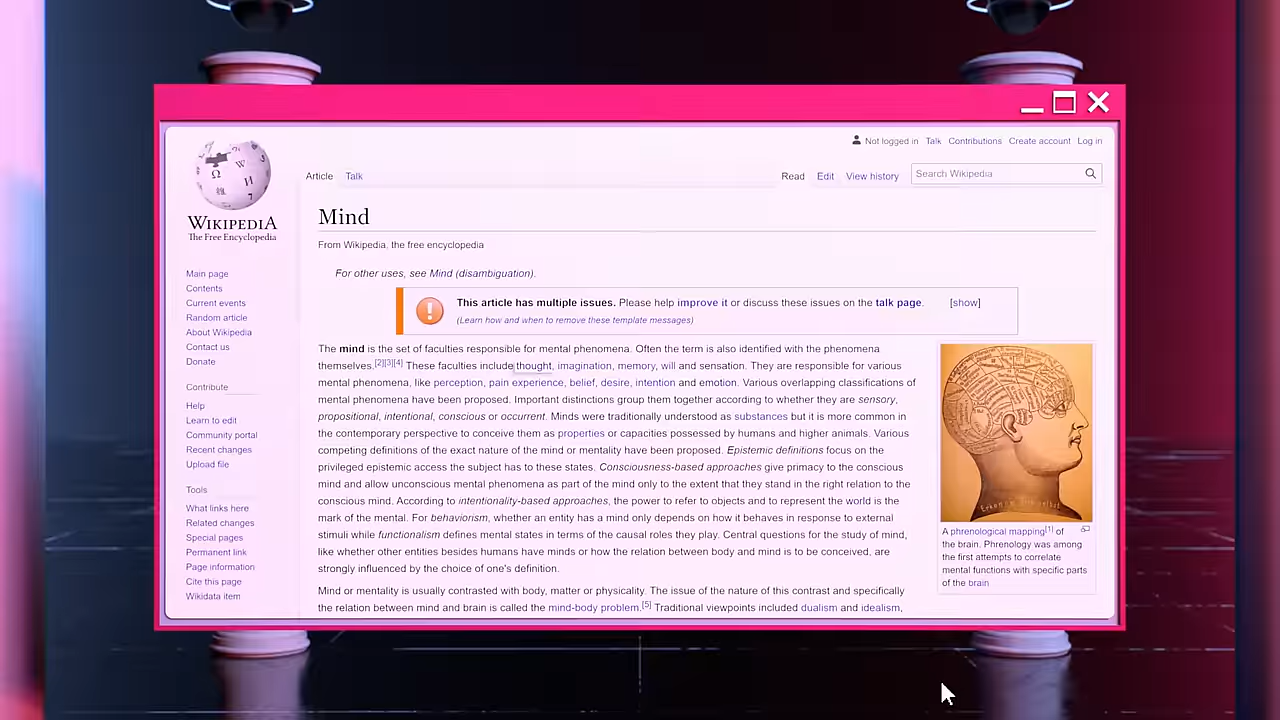 Not logged in Talk Contributions Create account Log in
Article Talk
Read Edit View history
Search Wikipedia
Ω W И 維 7
WIKIPEDIA
The Free Encyclopedia
Main page
Contents
Current events
Random article
About Wikipedia
Contact us
Donate
Contribute
Help
Learn to edit
Community portal
Recent changes
Upload file
Tools
What links here
Related changes
Special pages
Permanent link
Page information
Cite this page
Wikidata item
Mind
From Wikipedia, the free encyclopedia
For other uses, see Mind (disambiguation).
This article has multiple issues. Please help improve it or discuss these issues on the talk page. [show]
(Learn how and when to remove these template messages)
The mind is the set of faculties responsible for mental phenomena. Often the term is also identified with the phenomena
themselves.[2][3][4] These faculties include thought, imagination, memory, will and sensation. They are responsible for various
mental phenomena, like perception, pain experience, belief, desire, intention and emotion. Various overlapping classifications of
mental phenomena have been proposed. Important distinctions group them together according to whether they are sensory,
propositional, intentional, conscious or occurrent. Minds were traditionally understood as substances but it is more common in
the contemporary perspective to conceive them as properties or capacities possessed by humans and higher animals. Various
competing definitions of the exact nature of the mind or mentality have been proposed. Epistemic definitions focus on the
privileged epistemic access the subject has to these states. Consciousness-based approaches give primacy to the conscious
mind and allow unconscious mental phenomena as part of the mind only to the extent that they stand in the right relation to the
conscious mind. According to intentionality-based approaches, the power to refer to objects and to represent the world is the
mark of the mental. For behaviorism, whether an entity has a mind only depends on how it behaves in response to external
stimuli while functionalism defines mental states in terms of the causal roles they play. Central questions for the study of mind,
like whether other entities besides humans have minds or how the relation between body and mind is to be conceived, are
strongly influenced by the choice of one's definition.
Mind or mentality is usually contrasted with body, matter or physicality. The issue of the nature of this contrast and specifically
the relation between mind and brain is called the mind-body problem.[5] Traditional viewpoints included dualism and idealism,
A phrenological mapping[1] of
the brain. Phrenology was among
the first attempts to correlate
mental functions with specific parts
of the brain